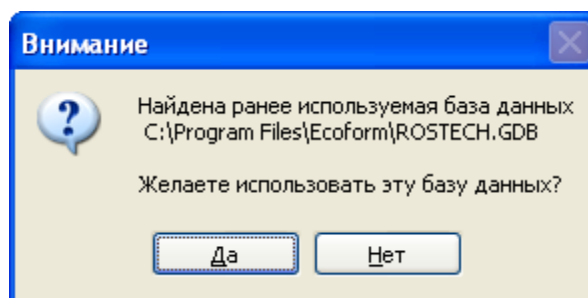 Внимание
Найдена ранее используемая база данных
C:\Program Files\Ecoform\ROSTECH.GDB
Желаете использовать эту базу данных?
Да
Нет